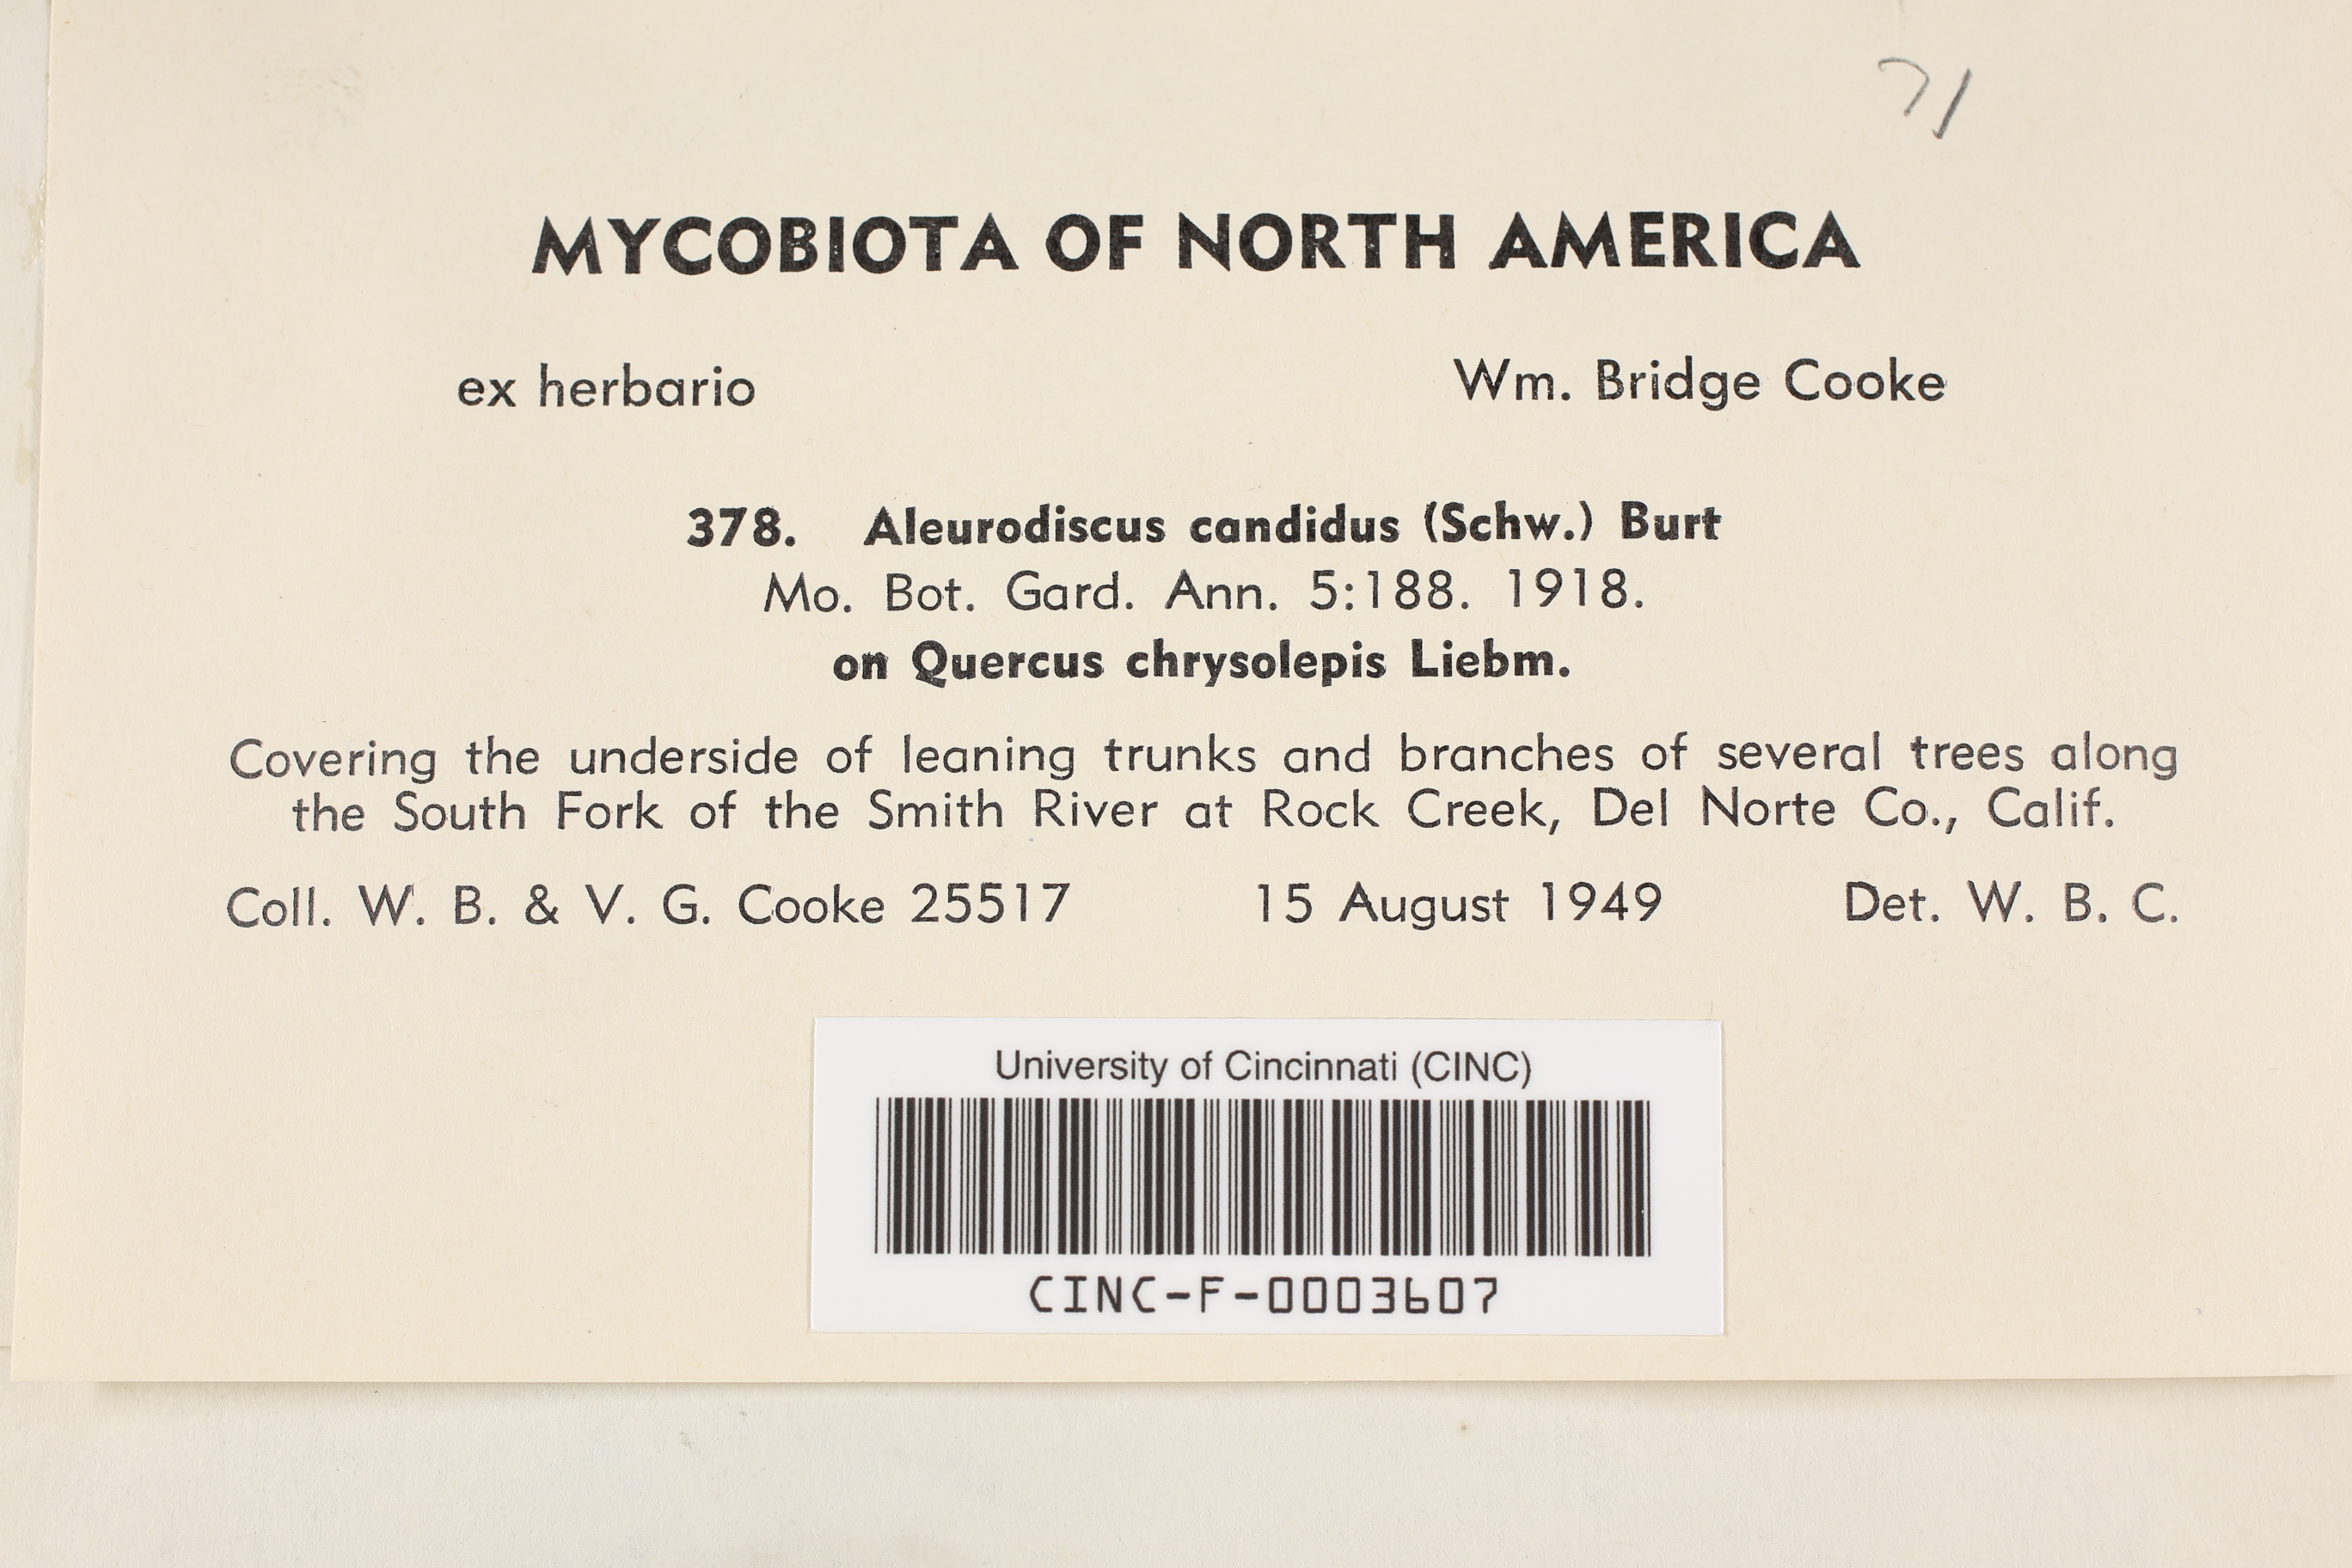 71
MYCOBIOTA OF NORTH AMERICA
ex herbario Wm. Bridge Cooke
378. Aleurodiscus candidus (Schw.) Burt
Mo. Bot. Gard. Ann. 5:188. 1918.
on Quercus chrysolepis Liebm.
Covering the underside of leaning trunks and branches of several trees along
the South Fork of the Smith River at Rock Creek, Del Norte Co., Calif.
Coll. W. B. & V. G. Cooke 25517 15 August 1949 Det. W. B. C.
University of Cincinnati (CINC)
CINC-F-0003607